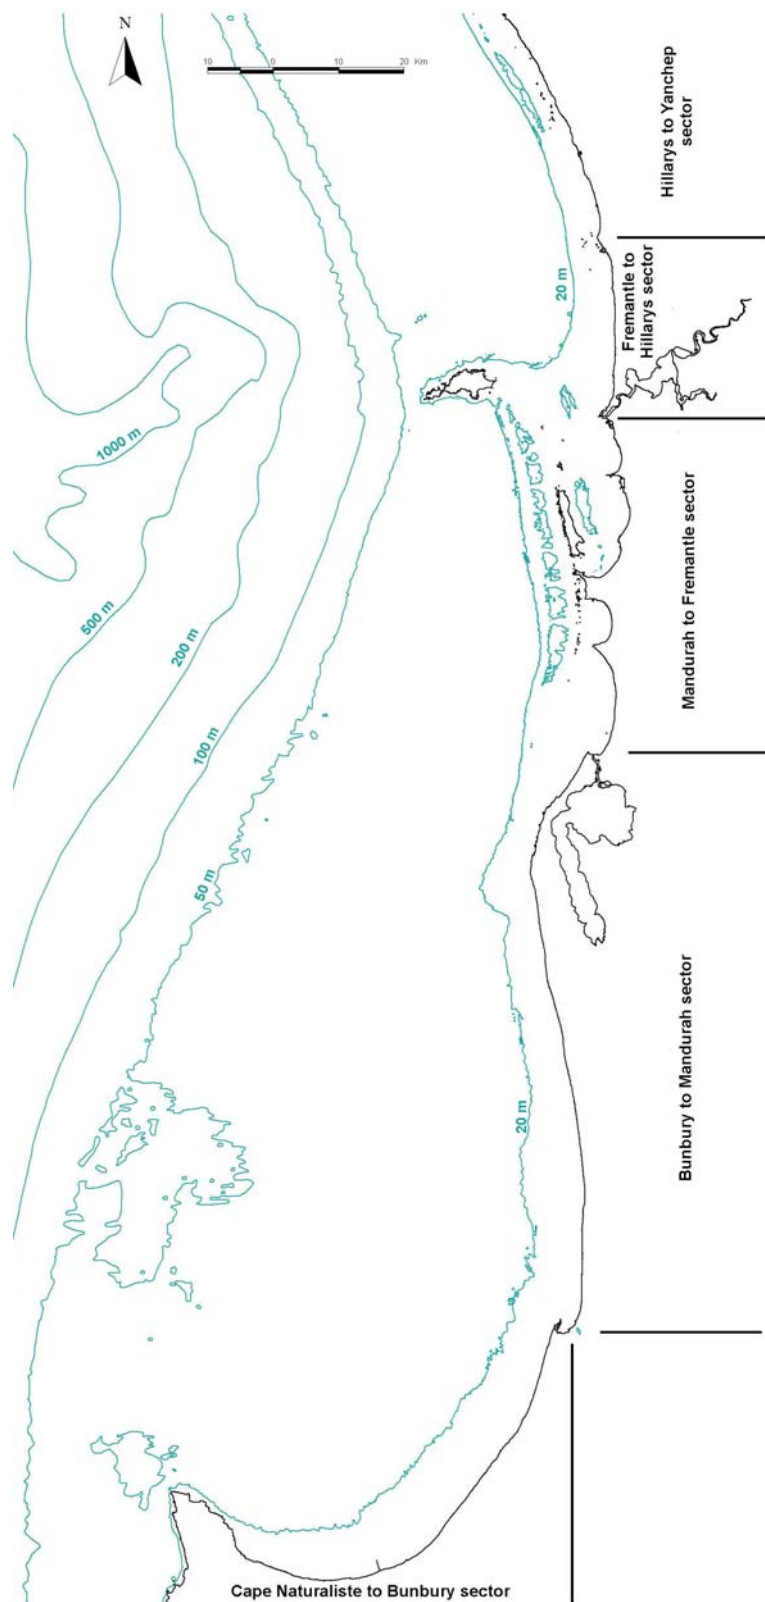 N
10 0 10 20 Km
Hillarys to Yanchep
sector
20 m
Fremantle to
Hillarys sector
1000 m
Mandurah to Fremantle sector
500 m
200 m
100 m
50 m
Bunbury to Mandurah sector
20 m
Cape Naturaliste to Bunbury sector